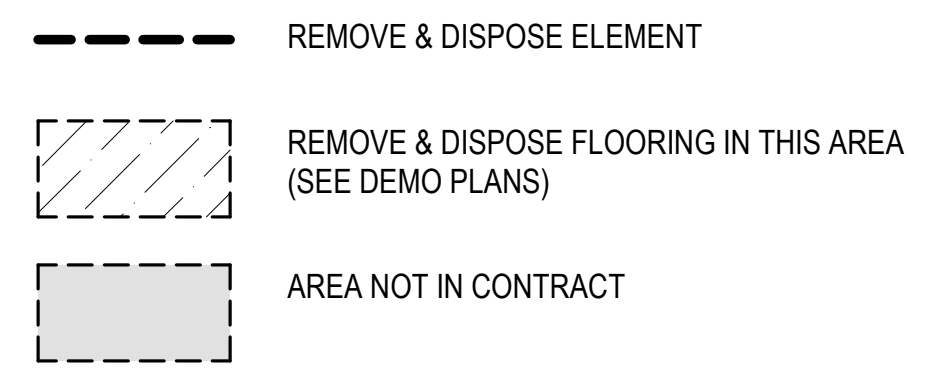 REMOVE & DISPOSE ELEMENT
REMOVE & DISPOSE FLOORING IN THIS AREA
(SEE DEMO PLANS)
AREA NOT IN CONTRACT